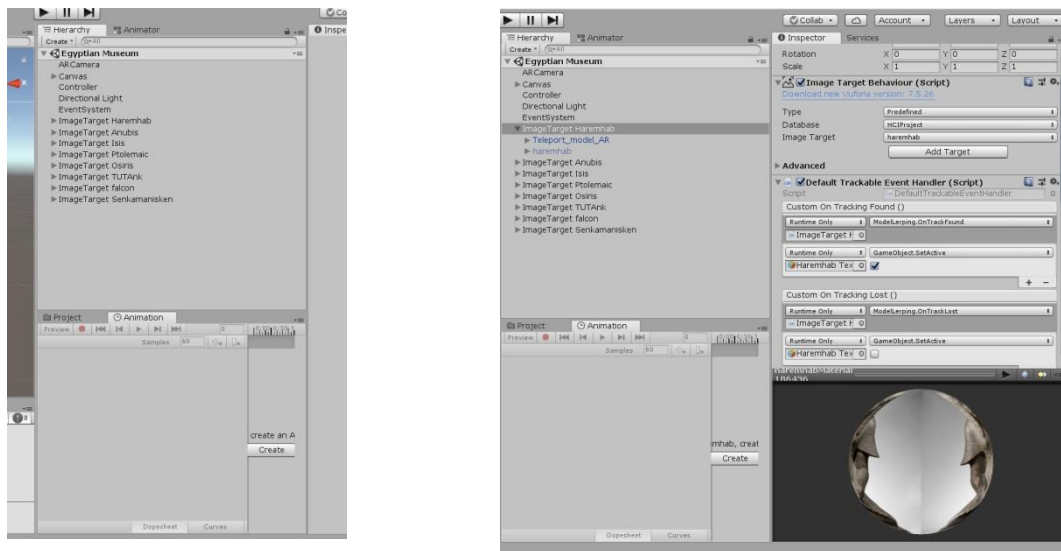 Co
Hierarchy
Animator
Inspe
Create
All
Egyptian Museum
ARCamera
Canvas
Controller
Directional Light
EventSystem
ImageTarget Haremhab
ImageTarget Anubis
ImageTarget Isis
ImageTarget Ptolemaic
ImageTarget Osiris
ImageTarget TUTAnk
ImageTarget falcon
ImageTarget Senkamanisken
Project
Animation
Preview
0
Samples 60
create an A
Create
Dopesheet Curves
Collab
Account
Layers
Layout
Hierarchy
Animator
Create
All
Egyptian Museum
ARCamera
Canvas
Controller
Directional Light
EventSystem
ImageTarget Haremhab
Teleport_model_AR
haremhab
ImageTarget Anubis
ImageTarget Isis
ImageTarget Ptolemaic
ImageTarget Osiris
ImageTarget TUTAnk
ImageTarget falcon
ImageTarget Senkamanisken
Project
Animation
Preview
0
Samples 60
mhab, creat
Create
Dopesheet Curves
Inspector
Services
Rotation X 0 Y 0 Z 0
Scale X 1 Y 1 Z 1
Image Target Behaviour (Script)
Download new Vuforia version: 7.5.26
Type Predefined
Database HCIProject
Image Target haremhab
Add Target
Advanced
Default Trackable Event Handler (Script)
Script DefaultTrackableEventHandler
Custom On Tracking Found ()
Runtime Only ModelLerping.OnTrackFound
ImageTarget H
Runtime Only GameObject.SetActive
Haremhab Tex
+ -
Custom On Tracking Lost ()
Runtime Only ModelLerping.OnTrackLost
ImageTarget H
Runtime Only GameObject.SetActive
Haremhab Tex
haremhabMaterial